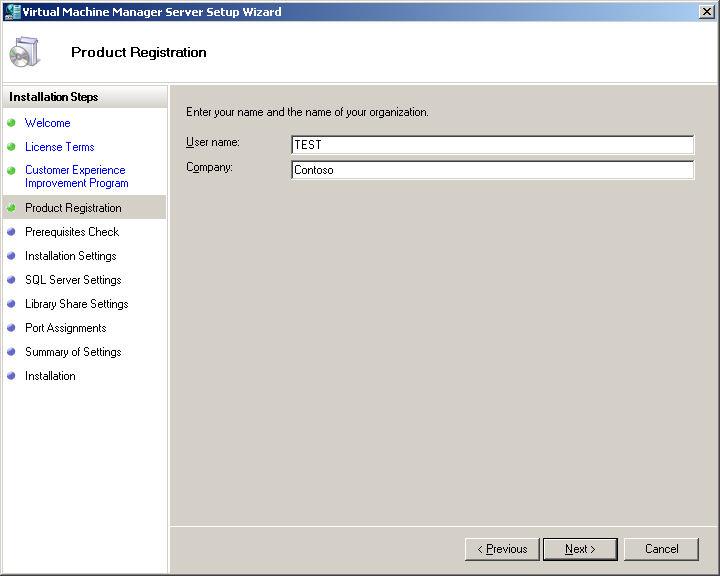 Virtual Machine Manager Server Setup Wizard
Product Registration
Installation Steps
Welcome
License Terms
Customer Experience
Improvement Program
Product Registration
Prerequisites Check
Installation Settings
SQL Server Settings
Library Share Settings
Port Assignments
Summary of Settings
Installation
Enter your name and the name of your organization.
User name:
TEST
Company:
Contoso
< Previous
Next >
Cancel